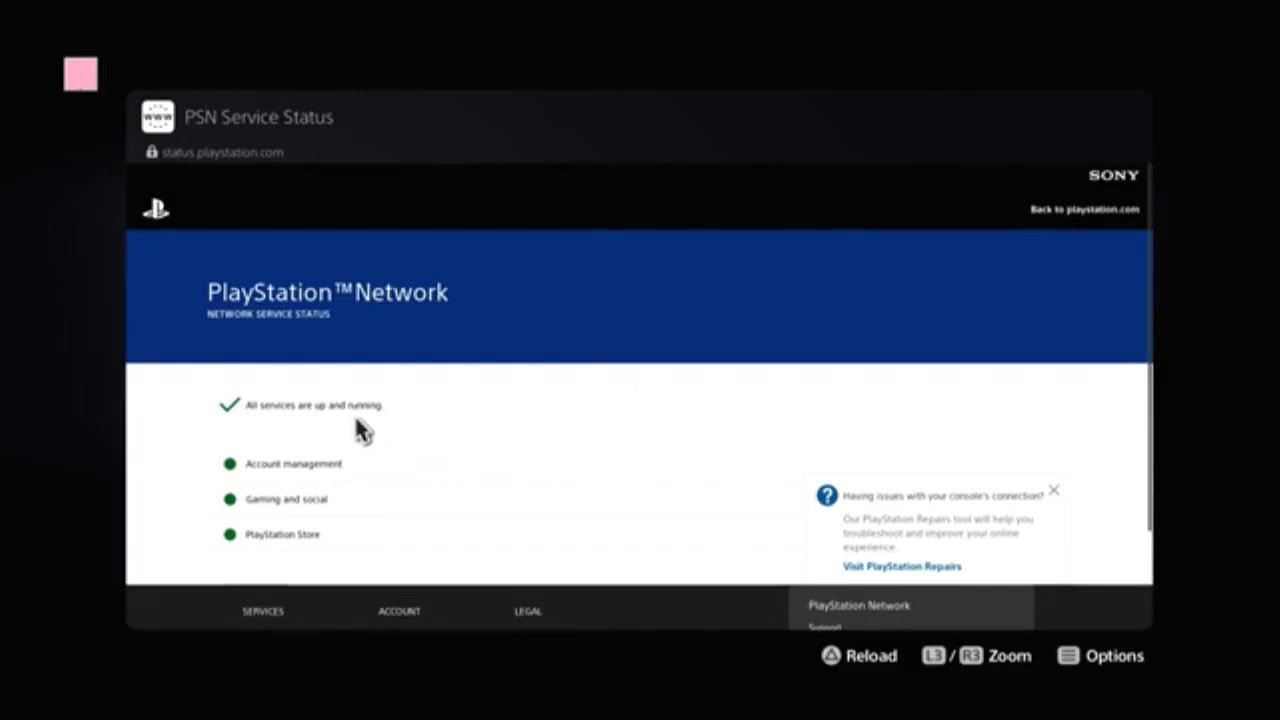 www
PSN Service Status
status.playstation.com
SONY
Back to playstation.com
PlayStation™Network
NETWORK SERVICE STATUS
All services are up and running.
Account management
Gaming and social
PlayStation Store
? Having issues with your console's connection?
Our PlayStation Repairs tool will help you
troubleshoot and improve your online
experience.
Visit PlayStation Repairs
SERVICES ACCOUNT LEGAL
PlayStation Network
Support
Reload L3 / R3 Zoom Options